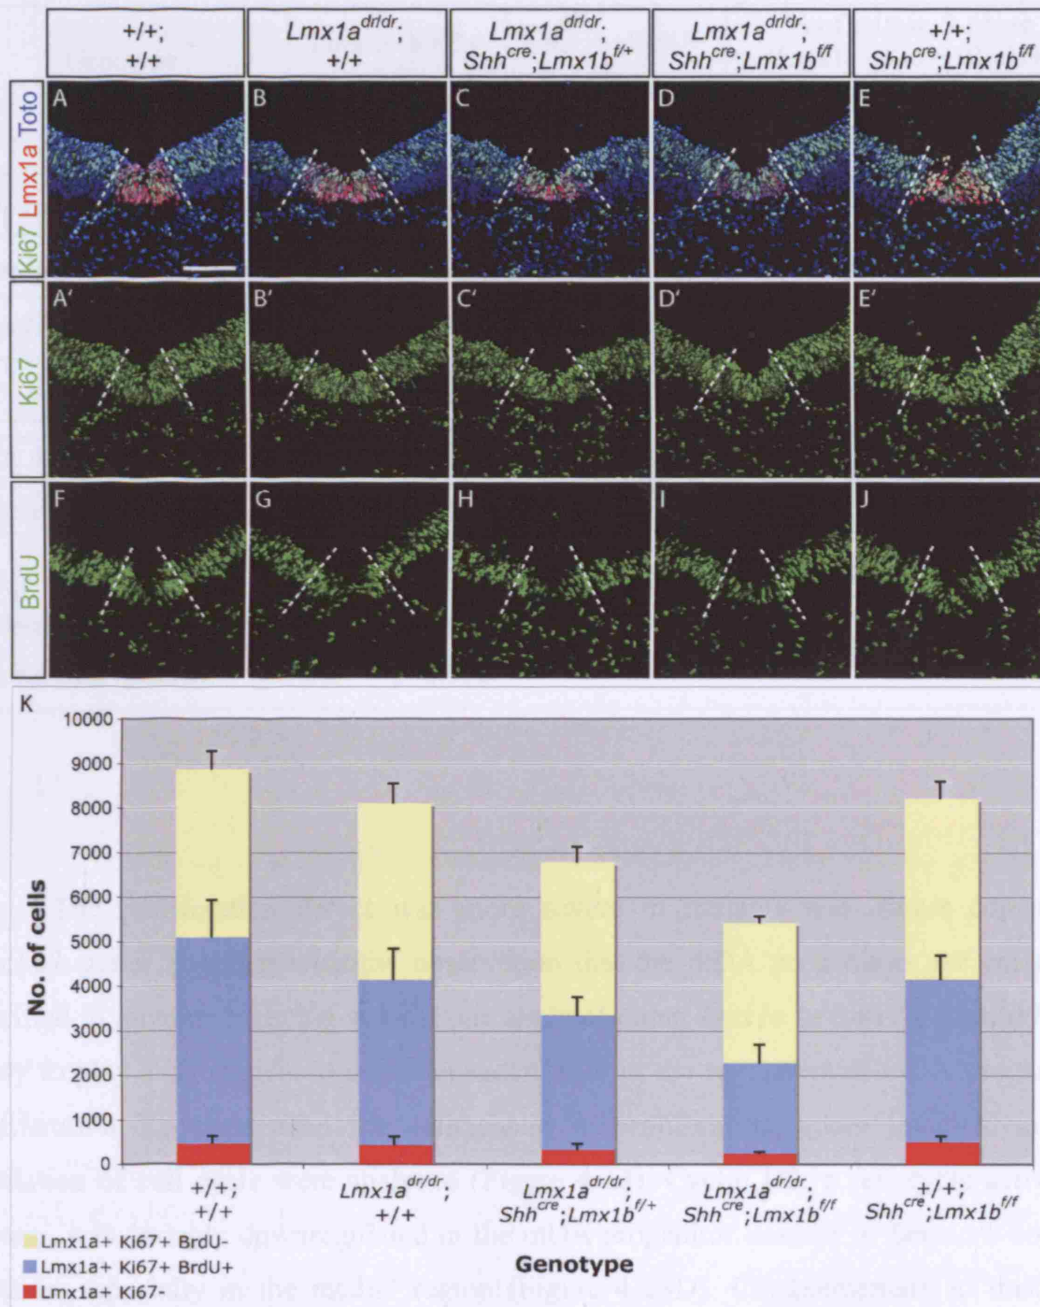 +/+;
+/+
Lmx1a dr/dr;
+/+
Lmx1a dr/dr;
Shh cre;Lmx1b f/+
Lmx1a dr/dr;
Shh cre;Lmx1b f/f
+/+;
Shh cre;Lmx1b f/f
Ki67 Lmx1a Toto
A
B
C
D
E
Ki67
A'
B'
C'
D'
E'
BrdU
F
G
H
I
J
K
10000
9000
8000
7000
6000
5000
4000
3000
2000
1000
0
No. of cells
+/+;
+/+
Lmx1a dr/dr;
+/+
Lmx1a dr/dr;
Shh cre;Lmx1b f/+
Lmx1a dr/dr;
Shh cre;Lmx1b f/f
+/+;
Shh cre;Lmx1b f/f
Genotype
Lmx1a+ Ki67+ BrdU-
Lmx1a+ Ki67+ BrdU+
Lmx1a+ Ki67-